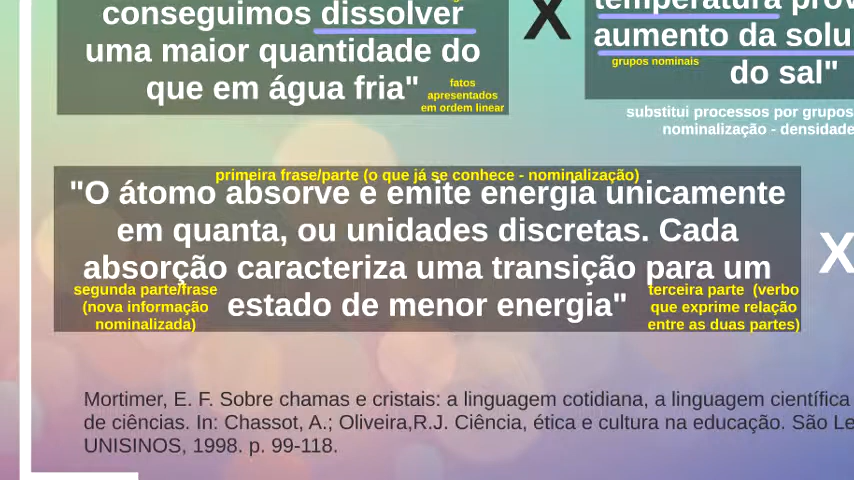 conseguimos dissolver
uma maior quantidade do
que em água fria"
fatos
apresentados
em ordem linear
X
temperatura
aumento da solu
grupos nominais
do sal"
substitui processos por grupos
nominalização - densidade
primeira frase/parte (o que já se conhece - nominalização)
"O átomo absorve e emite energia unicamente
em quanta, ou unidades discretas. Cada
absorção caracteriza uma transição para um
estado de menor energia"
segunda parte/frase
(nova informação
nominalizada)
terceira parte (verbo
que exprime relação
entre as duas partes)
X
Mortimer, E. F. Sobre chamas e cristais: a linguagem cotidiana, a linguagem científica
de ciências. In: Chassot, A.; Oliveira,R.J. Ciência, ética e cultura na educação. São Le
UNISINOS, 1998. p. 99-118.